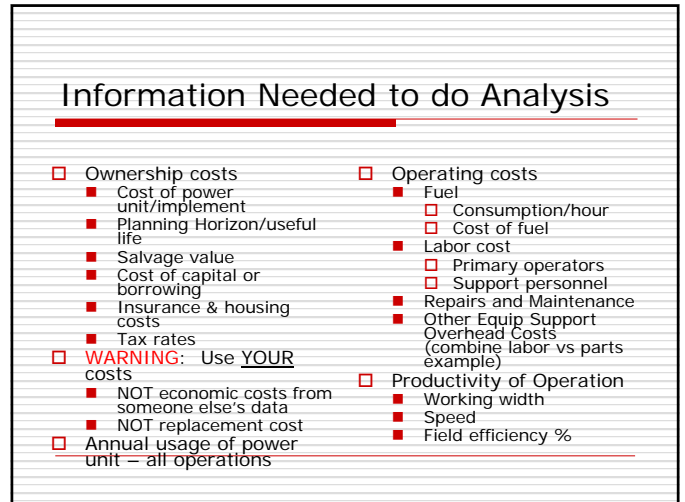 Information Needed to do Analysis
Ownership costs
Cost of power
unit/implement
Planning Horizon/useful
life
Salvage value
Cost of capital or
borrowing
Insurance & housing
costs
Tax rates
WARNING: Use YOUR
costs
NOT economic costs from
someone else's data
NOT replacement cost
Annual usage of power
unit – all operations
Operating costs
Fuel
Consumption/hour
Cost of fuel
Labor cost
Primary operators
Support personnel
Repairs and Maintenance
Other Equip Support
Overhead Costs
(combine labor vs parts
example)
Productivity of Operation
Working width
Speed
Field efficiency %